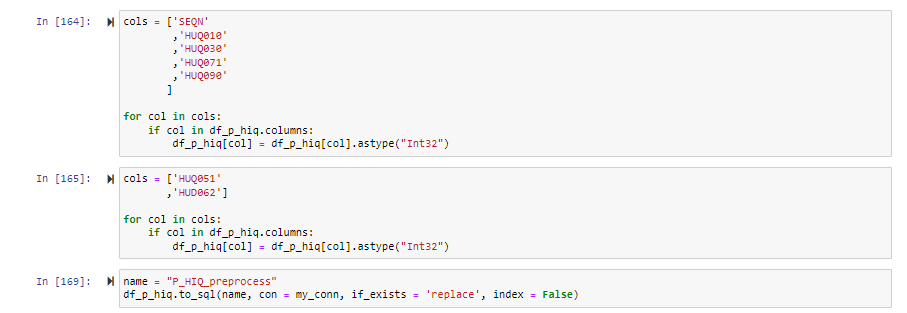 In [164]:
cols = ['SEQN'
,'HUQ010'
,'HUQ030'
,'HUQ071'
,'HUQ090'
]
for col in cols:
if col in df_p_hiq.columns:
df_p_hiq[col] = df_p_hiq[col].astype("Int32")
In [165]:
cols = ['HUQ051'
,'HUD062']
for col in cols:
if col in df_p_hiq.columns:
df_p_hiq[col] = df_p_hiq[col].astype("Int32")
In [169]:
name = "P_HIQ_preprocess"
df_p_hiq.to_sql(name, con = my_conn, if_exists = 'replace', index = False)